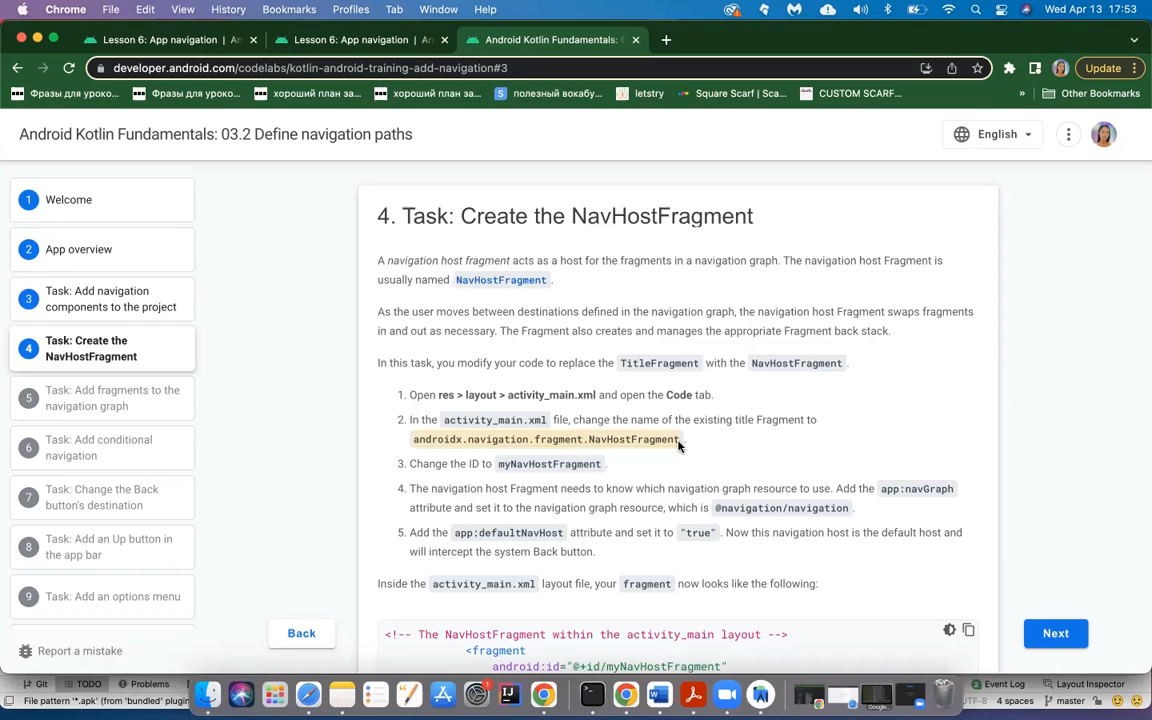 Chrome File Edit View History Bookmarks Profiles Tab Window Help Wed Apr 13 17:53
Lesson 6: App navigation | An
Lesson 6: App navigation | An
Android Kotlin Fundamentals: 0
developer.android.com/codelabs/kotlin-android-training-add-navigation#3
Update
Фразы для уроко...
Фразы для уроко...
хороший план за...
хороший план за...
полезный вокабу...
letstry
Square Scarf | Sca...
CUSTOM SCARF...
»
Other Bookmarks
Android Kotlin Fundamentals: 03.2 Define navigation paths
English
1 Welcome
2 App overview
3 Task: Add navigation
components to the project
4 Task: Create the
NavHostFragment
5 Task: Add fragments to the
navigation graph
6 Task: Add conditional
navigation
7 Task: Change the Back
button's destination
8 Task: Add an Up button in
the app bar
9 Task: Add an options menu
Report a mistake
4. Task: Create the NavHostFragment
A navigation host fragment acts as a host for the fragments in a navigation graph. The navigation host Fragment is
usually named NavHostFragment.
As the user moves between destinations defined in the navigation graph, the navigation host Fragment swaps fragments
in and out as necessary. The Fragment also creates and manages the appropriate Fragment back stack.
In this task, you modify your code to replace the TitleFragment with the NavHostFragment.
1. Open res > layout > activity_main.xml and open the Code tab.
2. In the activity_main.xml file, change the name of the existing title Fragment to
androidx.navigation.fragment.NavHostFragment.
3. Change the ID to myNavHostFragment.
4. The navigation host Fragment needs to know which navigation graph resource to use. Add the app:navGraph
attribute and set it to the navigation graph resource, which is @navigation/navigation.
5. Add the app:defaultNavHost attribute and set it to "true". Now this navigation host is the default host and
will intercept the system Back button.
Inside the activity_main.xml layout file, your fragment now looks like the following:
<!-- The NavHostFragment within the activity_main layout -->
<fragment
android:id="@+id/myNavHostFragment"
Back
Next
Git TODO Problems
Event Log Layout Inspector
File pattern '*.apk' (from 'bundled' plugin
4 spaces master